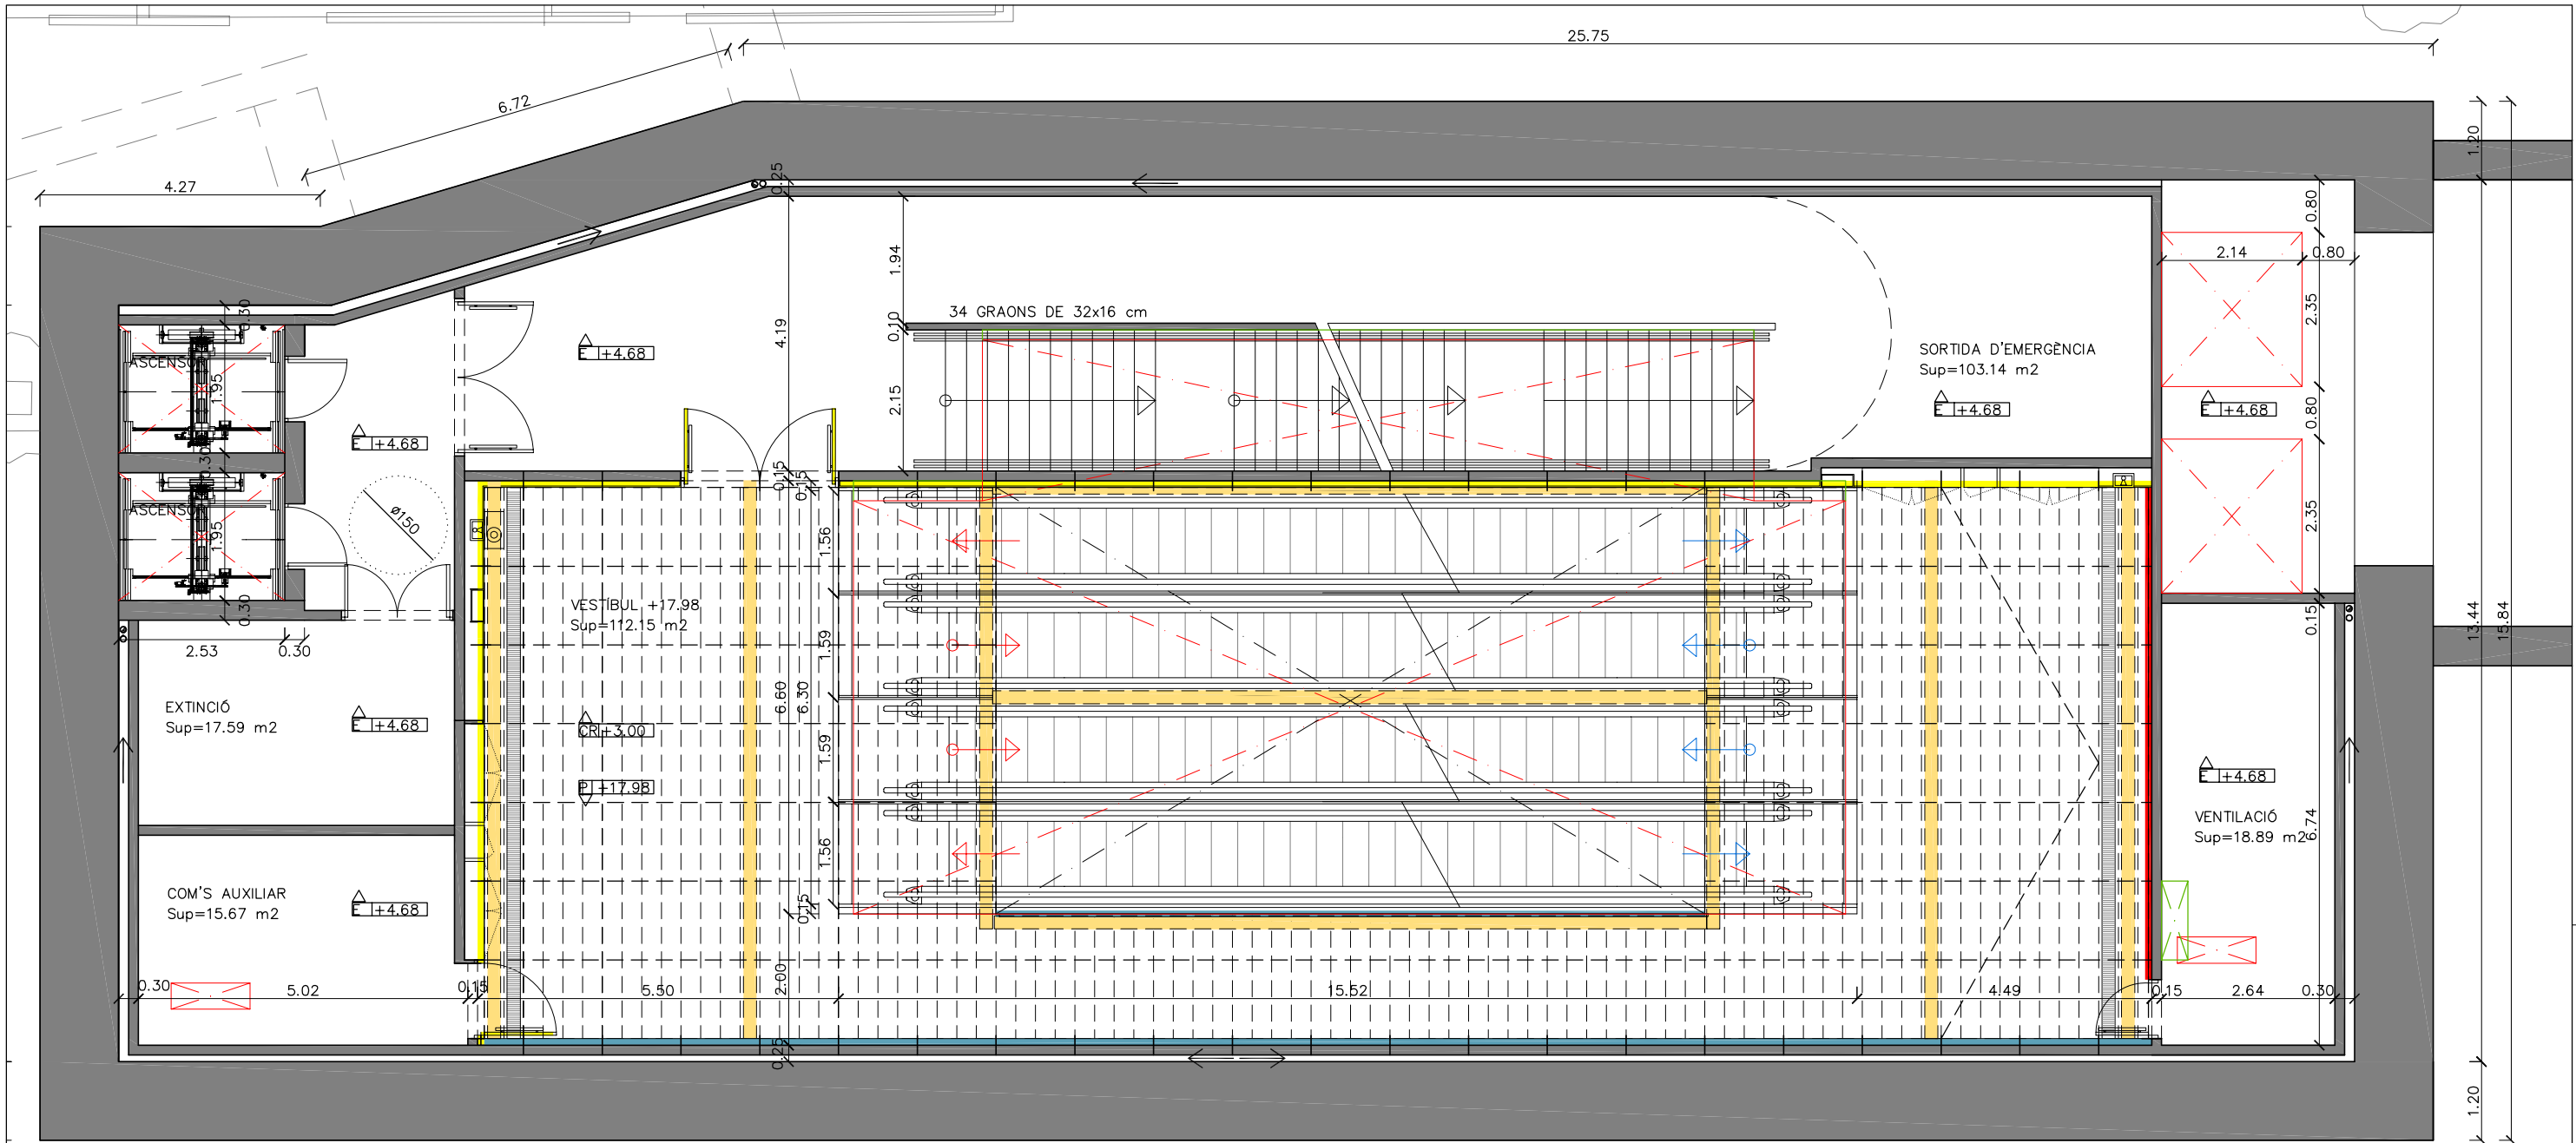 25.75
6.72
4.27
1.20
0.25
0.80
1.94
2.14
0.80
0.30
34 GRAONS DE 32x16 cm
2.35
0.10
4.19
E +4.68
SORTIDA D'EMERGÈNCIA
Sup=103.14 m2
ASCENSOR
1.95
2.15
E +4.68
E +4.68
0.80
E +4.68
0.30
0.15
0.15
ASCENSOR
1.95
ø150
1.56
2.35
0.30
VESTÍBUL +17.98
Sup=112.15 m2
0.15
13.44
15.84
2.53
0.30
1.59
6.60
6.30
EXTINCIÓ
Sup=17.59 m2
E +4.68
CR +3.00
1.59
P +17.98
E +4.68
VENTILACIÓ
Sup=18.89 m2
6.74
1.56
COM'S AUXILIAR
Sup=15.67 m2
E +4.68
0.15
2.00
0.30
5.02
0.15
5.50
15.52
4.49
0.15
2.64
0.30
0.25
1.20